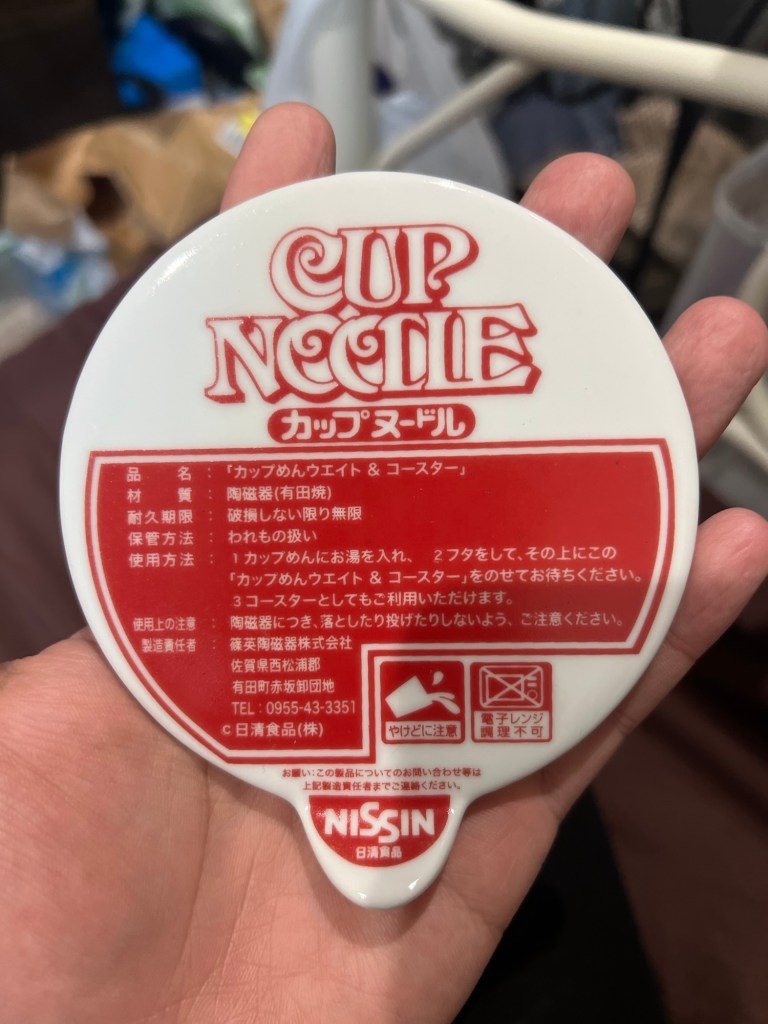 CUP
NOODLE
カップヌードル
品名:「カップめんウエイト & コースター」
材質:陶磁器(有田焼)
耐久期限:破損しない限り無限
保管方法:われもの扱い
使用方法:1カップめんにお湯を入れ、 2フタをして、その上にこの
「カップめんウエイト & コースター」をのせてお待ちください。
3コースターとしてもご利用いただけます。
使用上の注意:陶磁器につき、落としたり投げたりしないよう、ご注意ください。
製造責任者:篠英陶磁器株式会社
佐賀県西松浦郡
有田町赤坂卸団地
TEL:0955-43-3351
©日清食品(株)
やけどに注意
電子レンジ
調理不可
お願い:この製品についてのお問い合わせ等は
上記製造責任者までご連絡ください。
NISSIN
日清食品